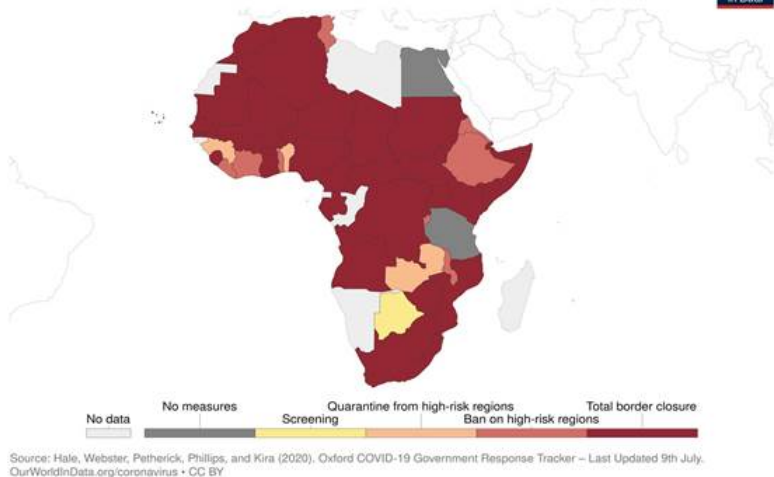 in Data
No data
No measures
Screening
Quarantine from high-risk regions
Ban on high-risk regions
Total border closure
Source: Hale, Webster, Petherick, Phillips, and Kira (2020). Oxford COVID-19 Government Response Tracker – Last Updated 9th July.
OurWorldInData.org/coronavirus • CC BY